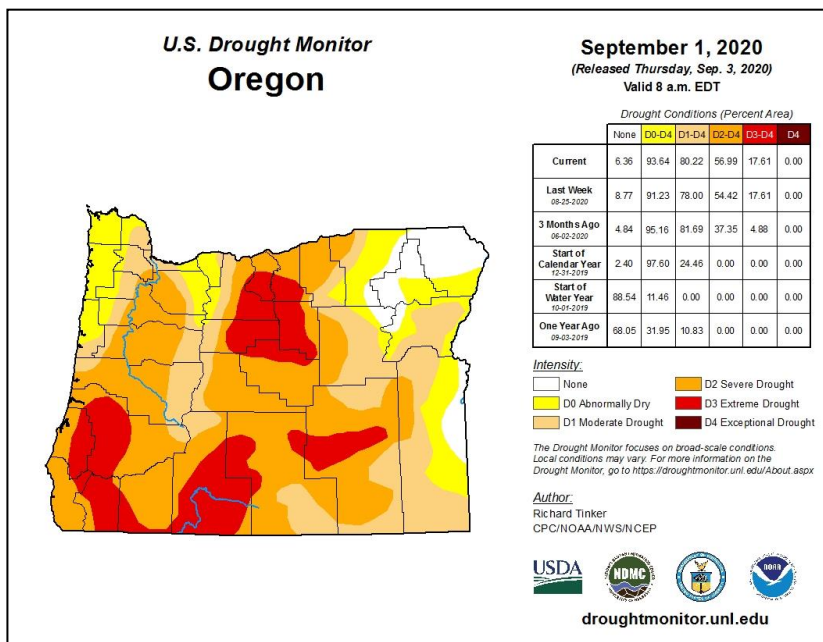 U.S. Drought Monitor
Oregon
September 1, 2020
(Released Thursday, Sep. 3, 2020)
Valid 8 a.m. EDT
Drought Conditions (Percent Area)
None D0-D4 D1-D4 D2-D4 D3-D4 D4
Current 6.36 93.64 80.22 56.99 17.61 0.00
Last Week
08-25-2020 8.77 91.23 78.00 54.42 17.61 0.00
3 Months Ago
06-02-2020 4.84 95.16 81.69 37.35 4.88 0.00
Start of
Calendar Year
12-31-2019 2.40 97.60 24.46 0.00 0.00 0.00
Start of
Water Year
10-01-2019 88.54 11.46 0.00 0.00 0.00 0.00
One Year Ago
09-03-2019 68.05 31.95 10.83 0.00 0.00 0.00
Intensity:
None
D0 Abnormally Dry
D1 Moderate Drought
D2 Severe Drought
D3 Extreme Drought
D4 Exceptional Drought
The Drought Monitor focuses on broad-scale conditions.
Local conditions may vary. For more information on the
Drought Monitor, go to https://droughtmonitor.unl.edu/About.aspx
Author:
Richard Tinker
CPC/NOAA/NWS/NCEP
USDA
NDMC
NOAA
droughtmonitor.unl.edu